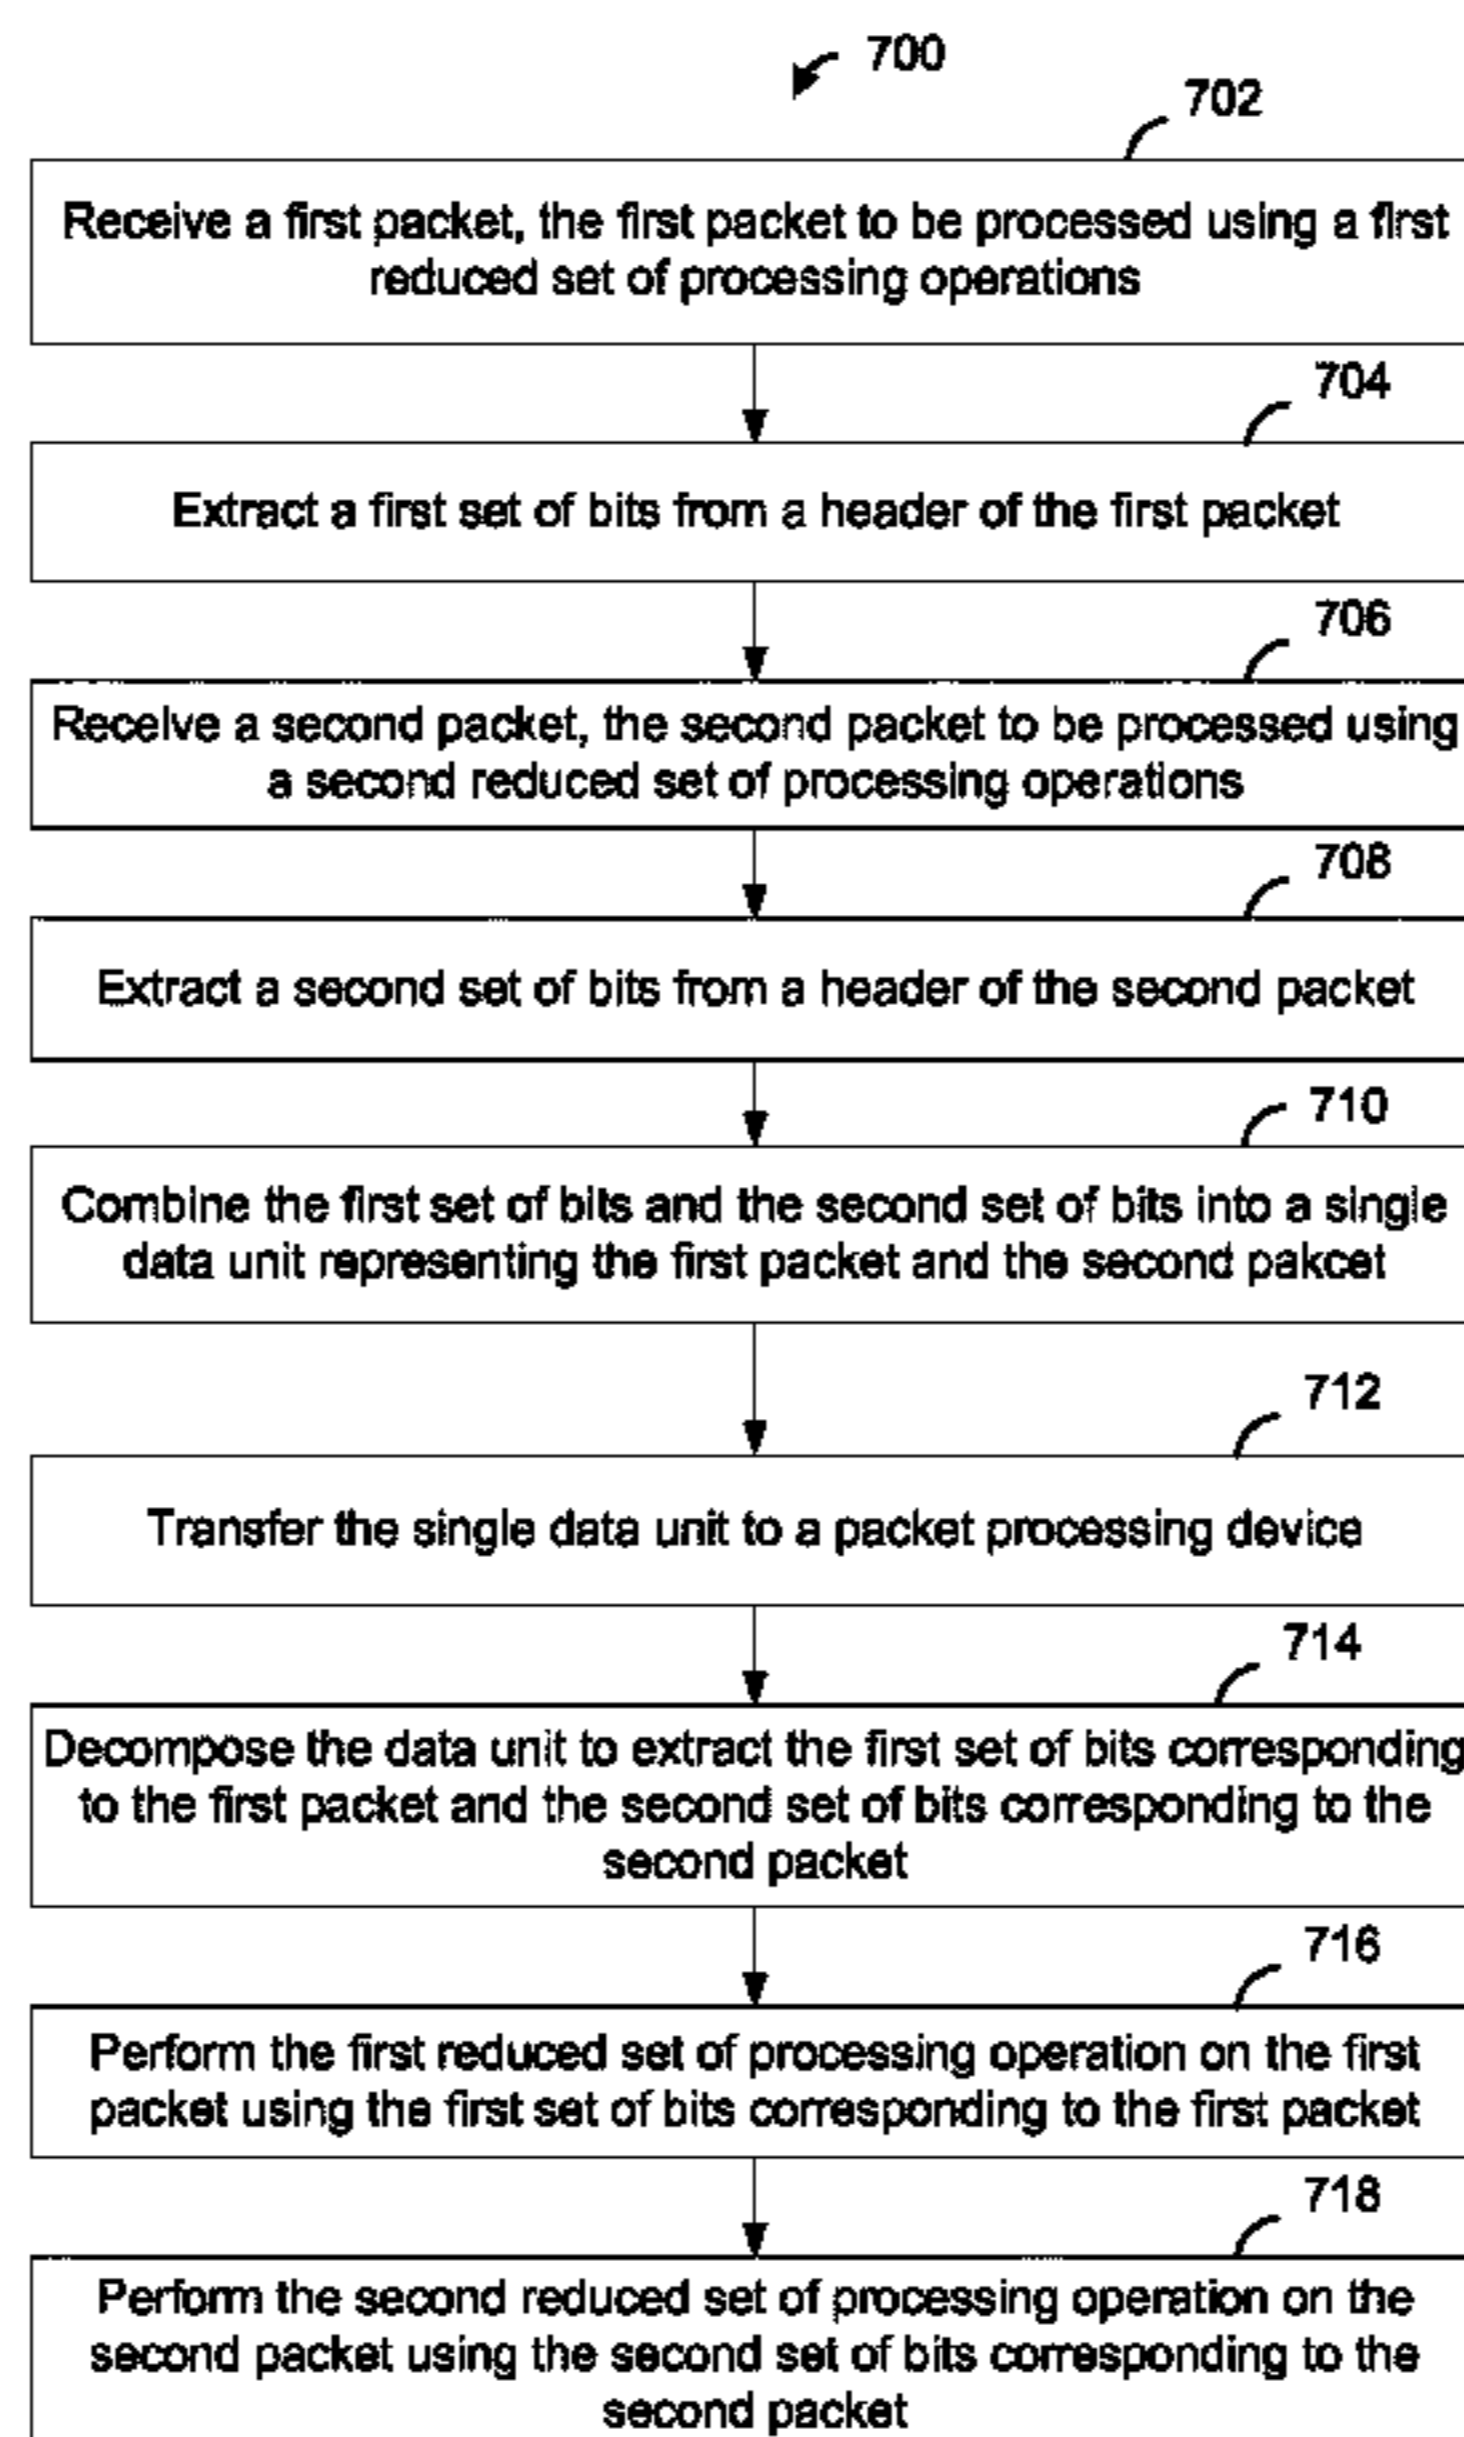 700
702
Receive a first packet, the first packet to be processed using a first
reduced set of processing operations
704
Extract a first set of bits from a header of the first packet
706
Receive a second packet, the second packet to be processed using
a second reduced set of processing operations
708
Extract a second set of bits from a header of the second packet
710
Combine the first set of bits and the second set of bits into a single
data unit representing the first packet and the second pakcet
712
Transfer the single data unit to a packet processing device
714
Decompose the data unit to extract the first set of bits corresponding
to the first packet and the second set of bits corresponding to the
second packet
716
Perform the first reduced set of processing operation on the first
packet using the first set of bits corresponding to the first packet
718
Perform the second reduced set of processing operation on the
second packet using the second set of bits corresponding to the
second packet